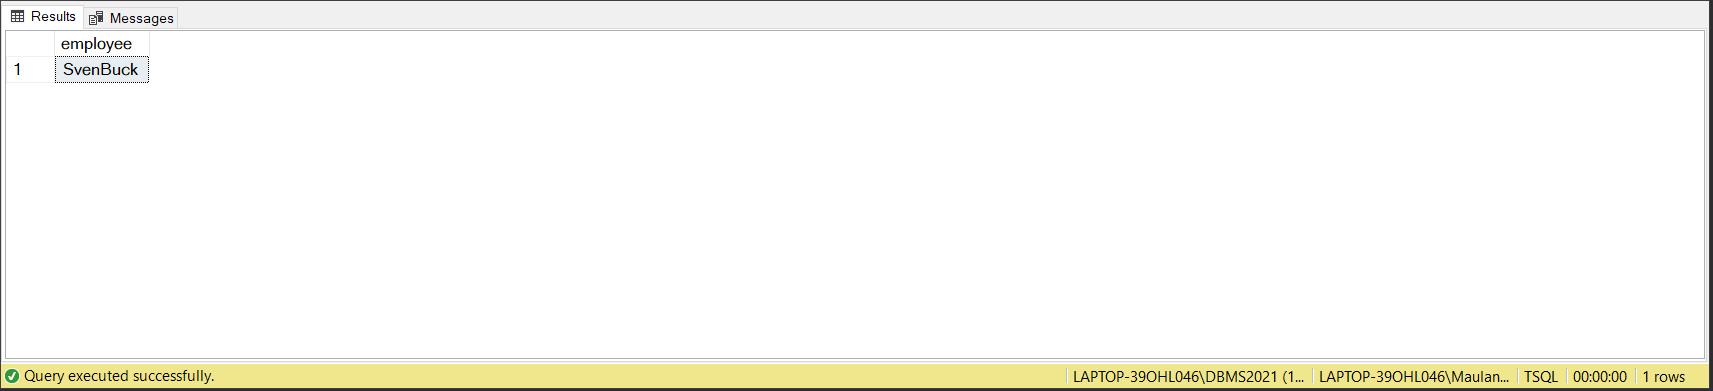 Results Messages
employee
1 SvenBuck
Query executed successfully. LAPTOP-39OHL046\DBMS2021 (1... LAPTOP-39OHL046\Maulan... TSQL 00:00:00 1 rows